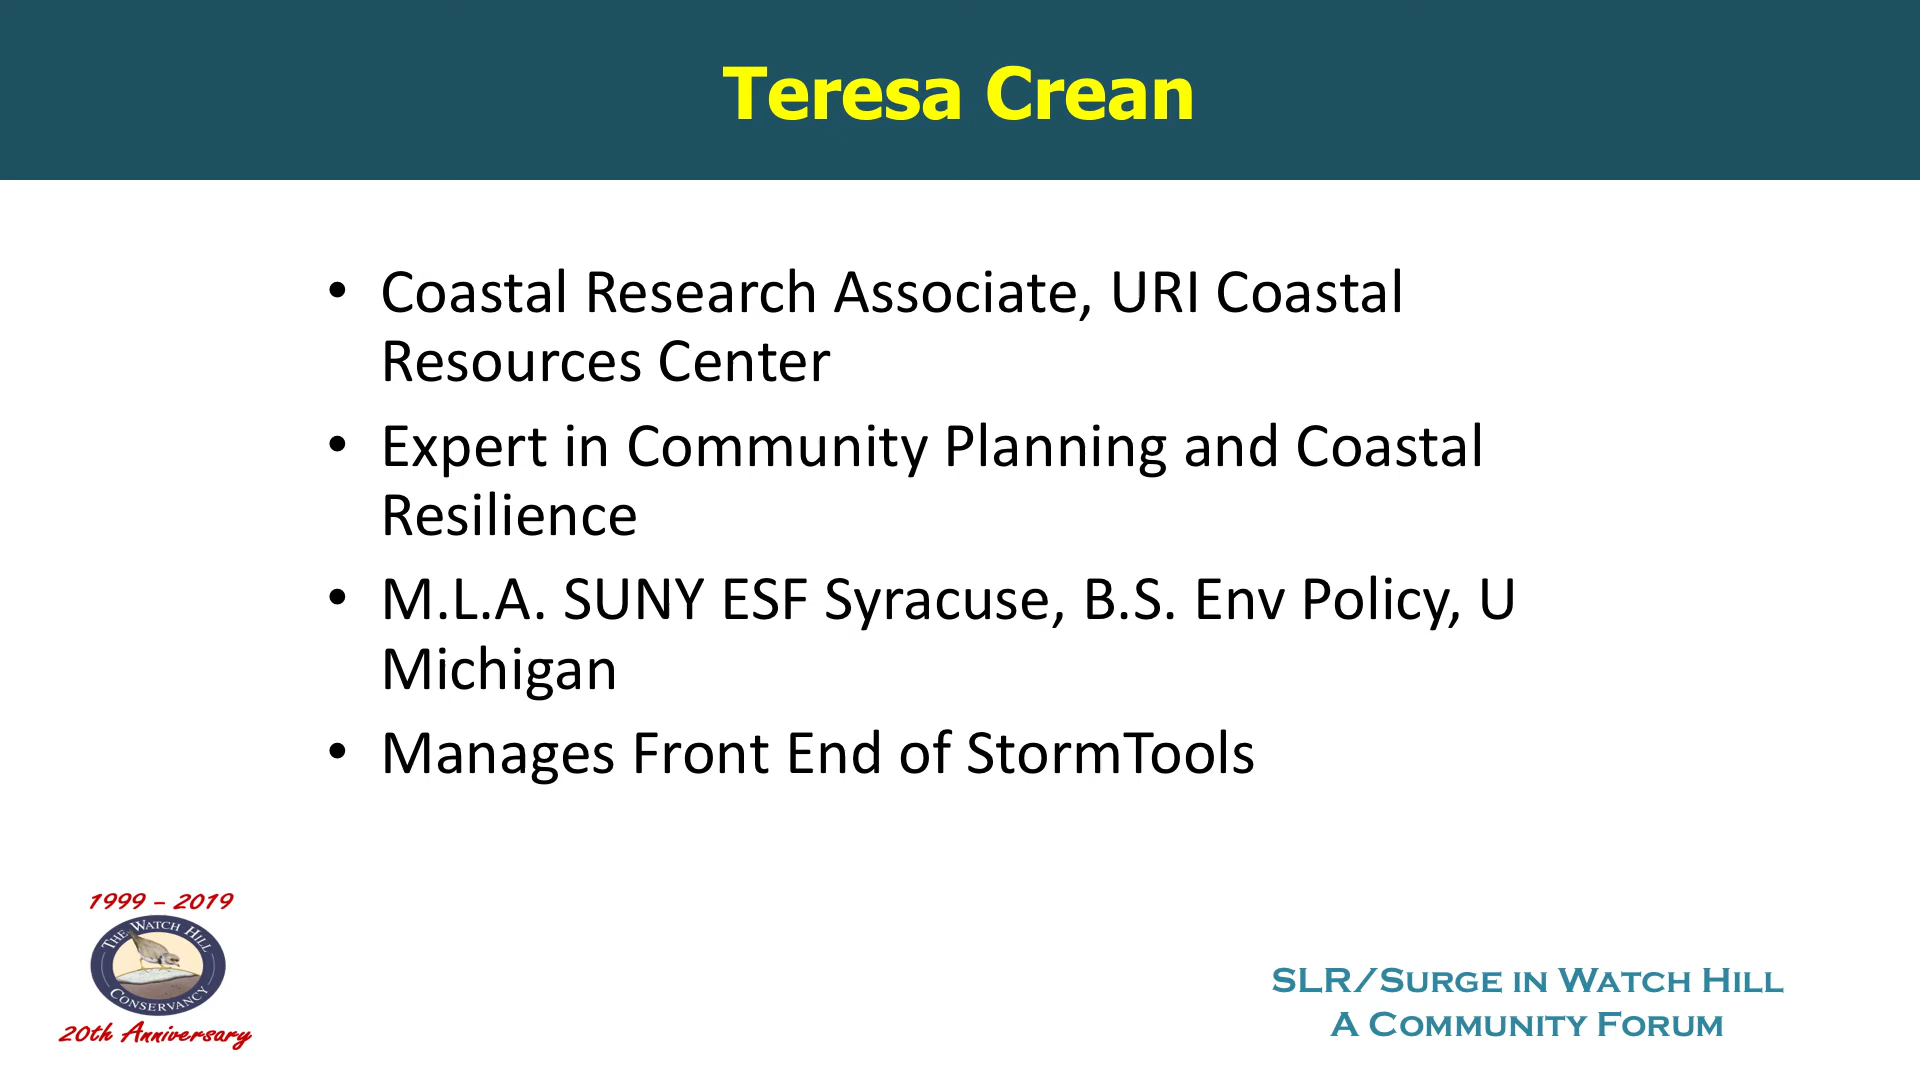 Teresa Crean
• Coastal Research Associate, URI Coastal
Resources Center
• Expert in Community Planning and Coastal
Resilience
• M.L.A. SUNY ESF Syracuse, B.S. Env Policy, U
Michigan
• Manages Front End of StormTools
1999 – 2019
The Watch Hill
Conservancy
20th Anniversary
SLR/Surge in Watch Hill
A Community Forum